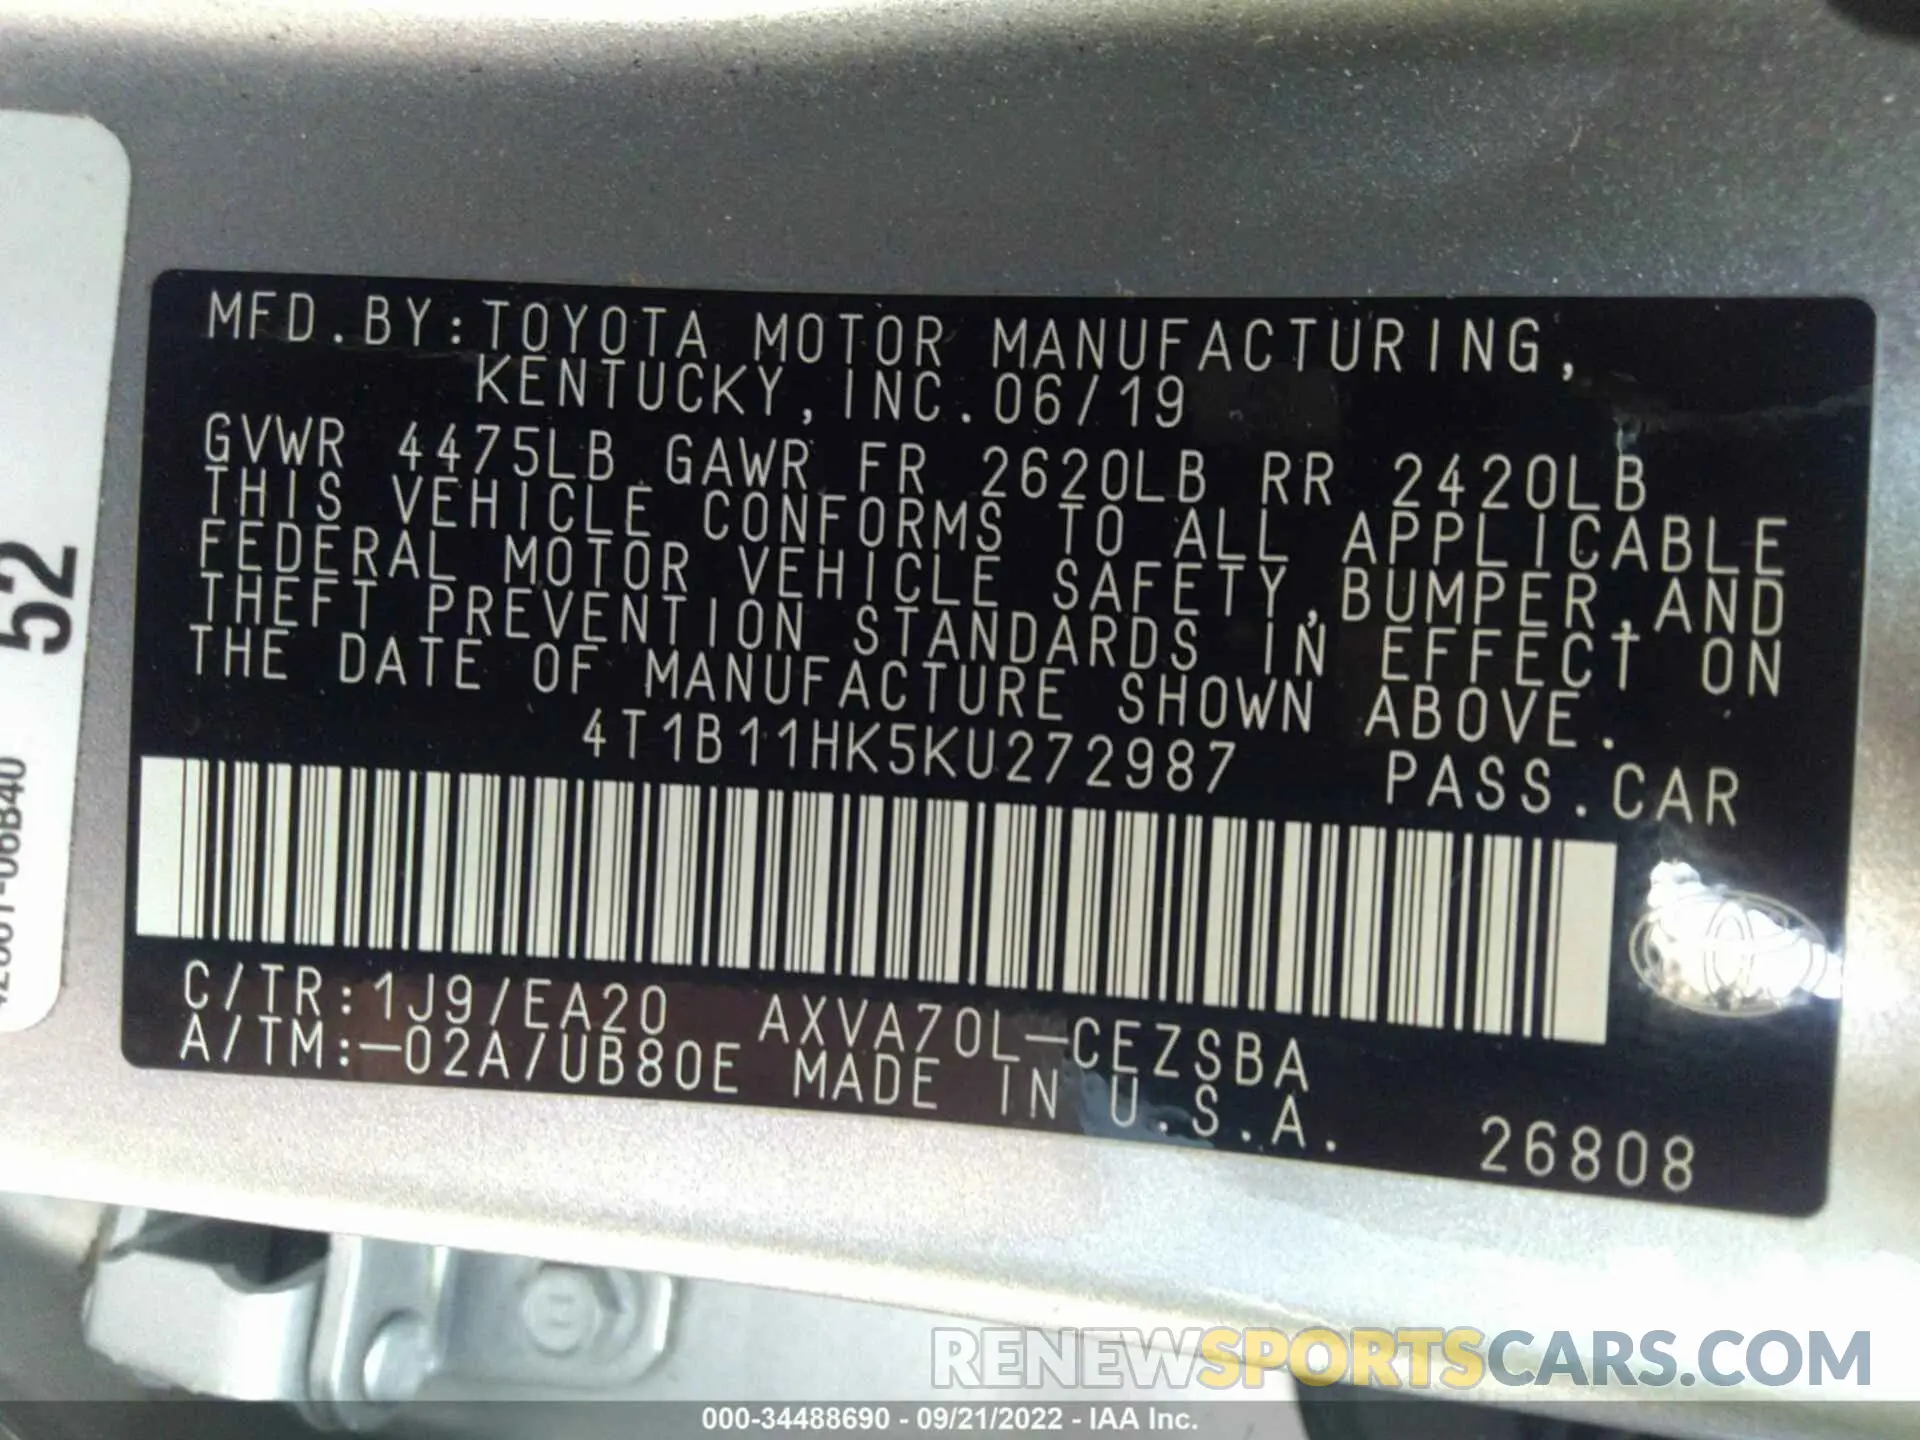 MFD.BY:TOYOTA MOTOR MANUFACTURING,
KENTUCKY,INC.06/19
GVWR 4475LB GAWR FR 2620LB RR 2420LB
THIS VEHICLE CONFORMS TO ALL APPLICABLE
FEDERAL MOTOR VEHICLE SAFETY,BUMPER,AND
THEFT PREVENTION STANDARDS IN EFFECT ON
THE DATE OF MANUFACTURE SHOWN ABOVE.
4T1B11HK5KU272987 PASS.CAR
C/TR:1J9/EA20 AXVA70L-CEZSBA
A/TM:-02A/UB80E MADE IN U.S.A.
26808
52
RENEWSPORTSCARS.COM
000-34488690 - 09/21/2022 - IAA Inc.